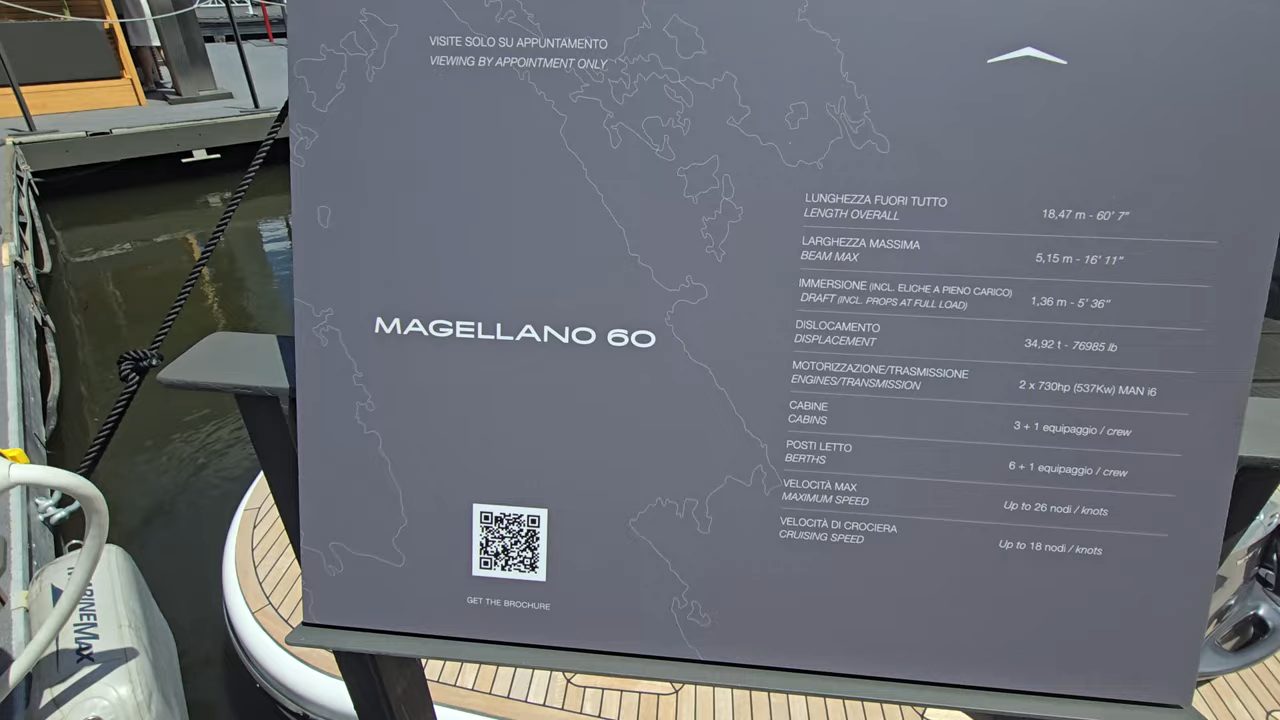 VISITE SOLO SU APPUNTAMENTO
VIEWING BY APPOINTMENT ONLY
MAGELLANO 60
GET THE BROCHURE
LUNGHEZZA FUORI TUTTO
LENGTH OVERALL
18,47 m - 60' 7"
LARGHEZZA MASSIMA
BEAM MAX
5,15 m - 16' 11"
IMMERSIONE (INCL. ELICHE A PIENO CARICO)
DRAFT (INCL. PROPS AT FULL LOAD)
1,36 m - 5' 36"
DISLOCAMENTO
DISPLACEMENT
34,92 t - 76985 lb
MOTORIZZAZIONE/TRASMISSIONE
ENGINES/TRANSMISSION
2 x 730hp (537Kw) MAN i6
CABINE
CABINS
3 + 1 equipaggio / crew
POSTI LETTO
BERTHS
6 + 1 equipaggio / crew
VELOCITÀ MAX
MAXIMUM SPEED
Up to 26 nodi / knots
VELOCITÀ DI CROCIERA
CRUISING SPEED
Up to 18 nodi / knots
MARINEMAX